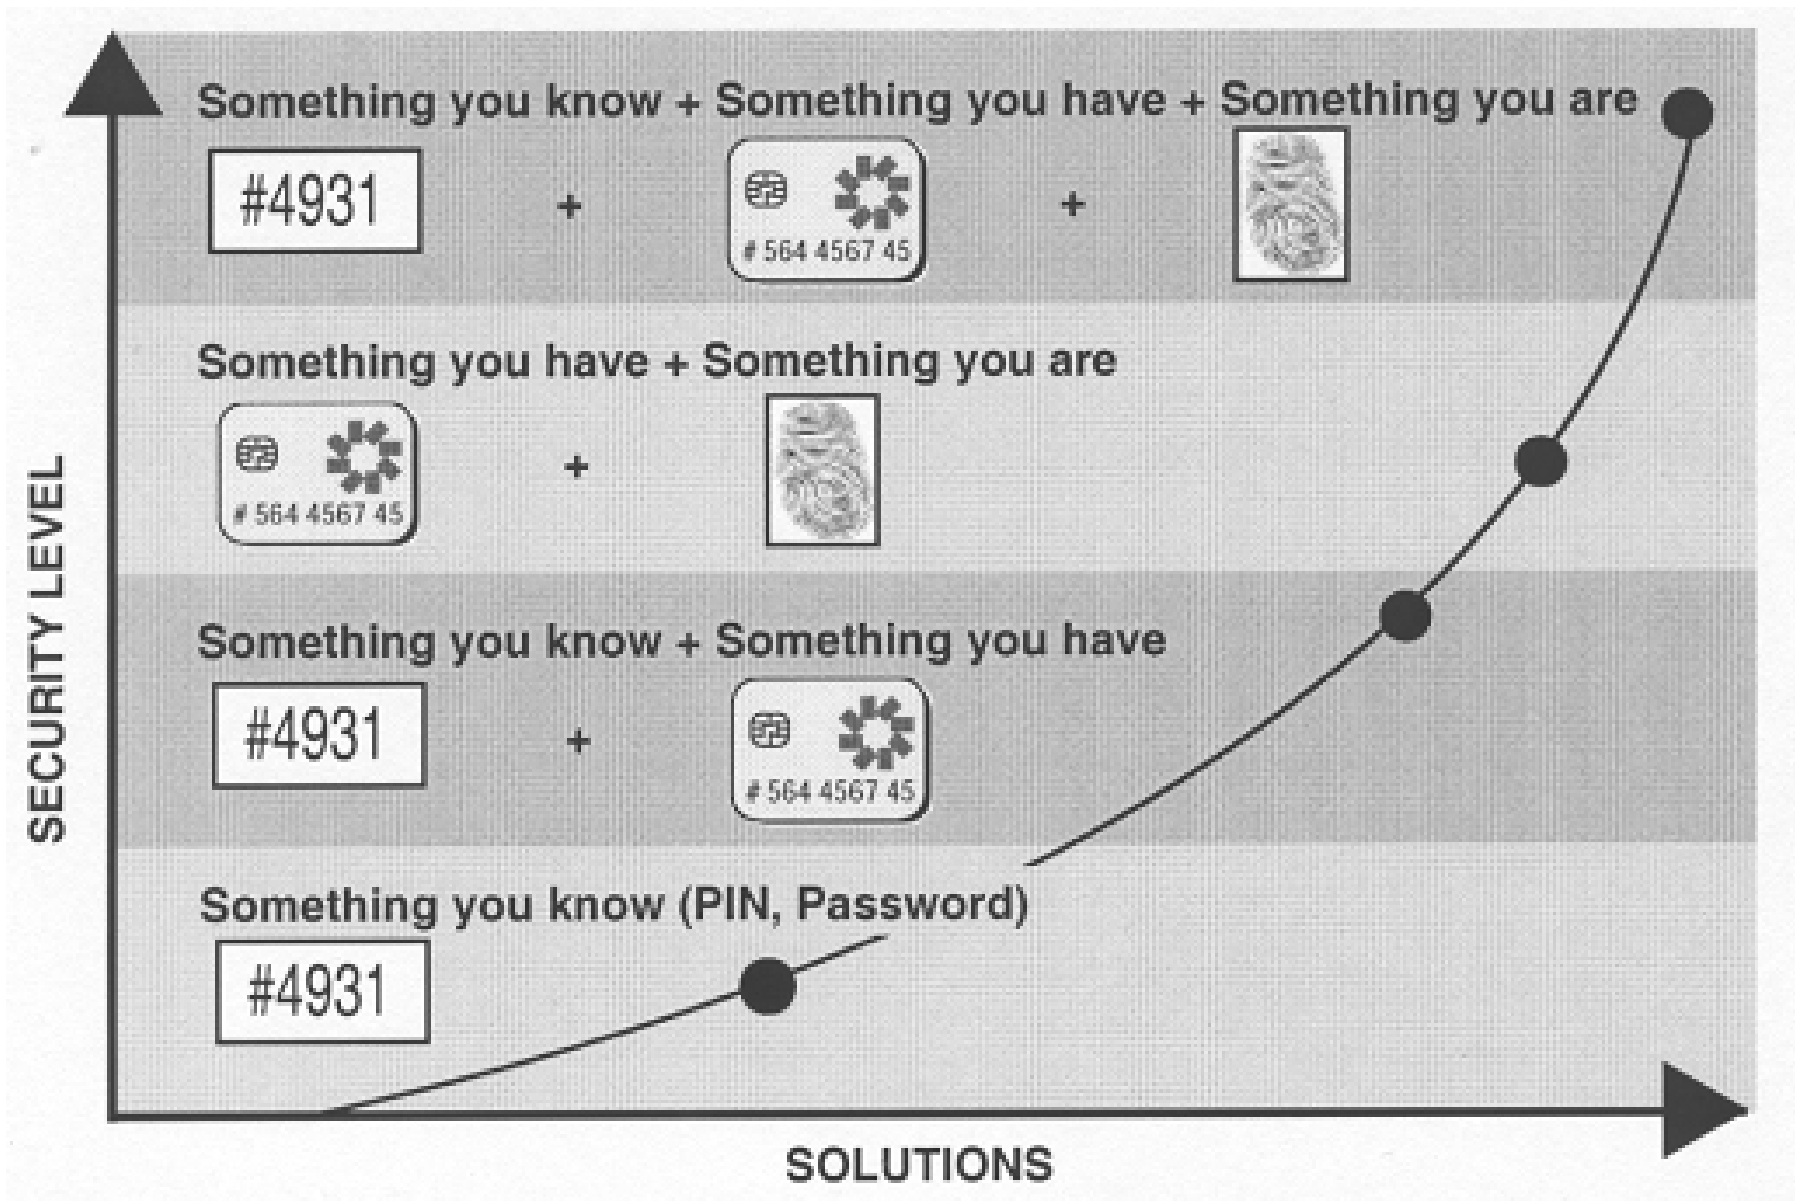 Something you know + Something you have + Something you are
#4931 + # 564 4567 45 +
Something you have + Something you are
# 564 4567 45 +
Something you know + Something you have
#4931 + # 564 4567 45
Something you know (PIN, Password)
#4931
SECURITY LEVEL
SOLUTIONS